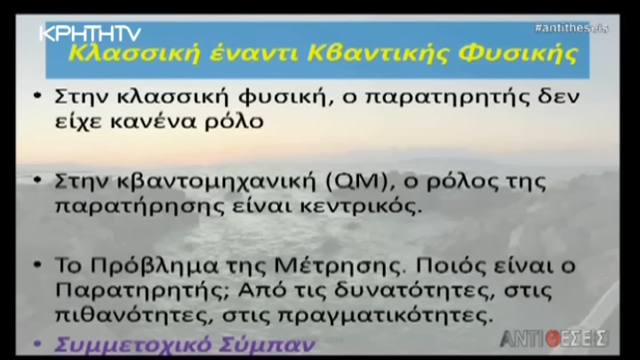 ΚΡΗΤΗTV
#antithesis
Κλασσική έναντι Κβαντικής Φυσικής
• Στην κλασσική φυσική, ο παρατηρητής δεν
είχε κανένα ρόλο
• Στην κβαντομηχανική (QM), ο ρόλος της
παρατήρησης είναι κεντρικός.
• Το Πρόβλημα της Μέτρησης. Ποιός είναι ο
Παρατηρητής; Από τις δυνατότητες, στις
πιθανότητες, στις πραγματικότητες.
• Συμμετοχικό Σύμπαν
ΑΝΤΙΘΕΣΕΙΣ